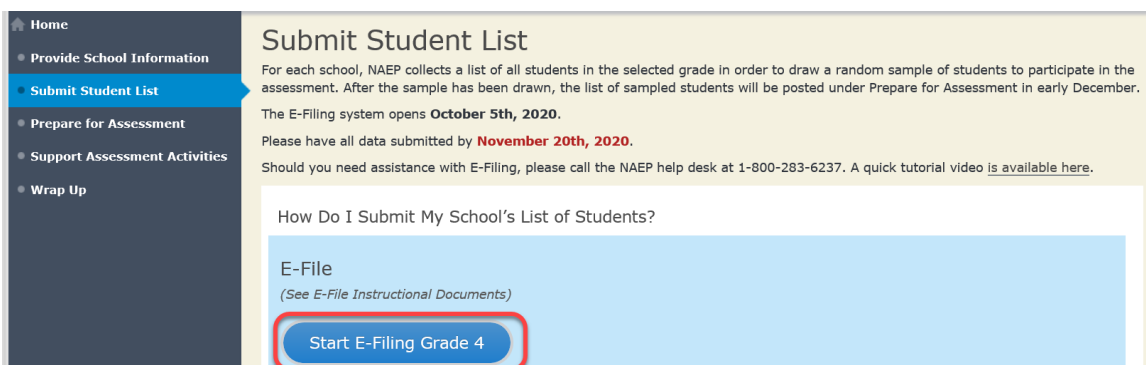 Home
Provide School Information
Submit Student List
Prepare for Assessment
Support Assessment Activities
Wrap Up
Submit Student List
For each school, NAEP collects a list of all students in the selected grade in order to draw a random sample of students to participate in the
assessment. After the sample has been drawn, the list of sampled students will be posted under Prepare for Assessment in early December.
The E-Filing system opens October 5th, 2020.
Please have all data submitted by November 20th, 2020.
Should you need assistance with E-Filing, please call the NAEP help desk at 1-800-283-6237. A quick tutorial video is available here.
How Do I Submit My School's List of Students?
E-File
(See E-File Instructional Documents)
Start E-Filing Grade 4